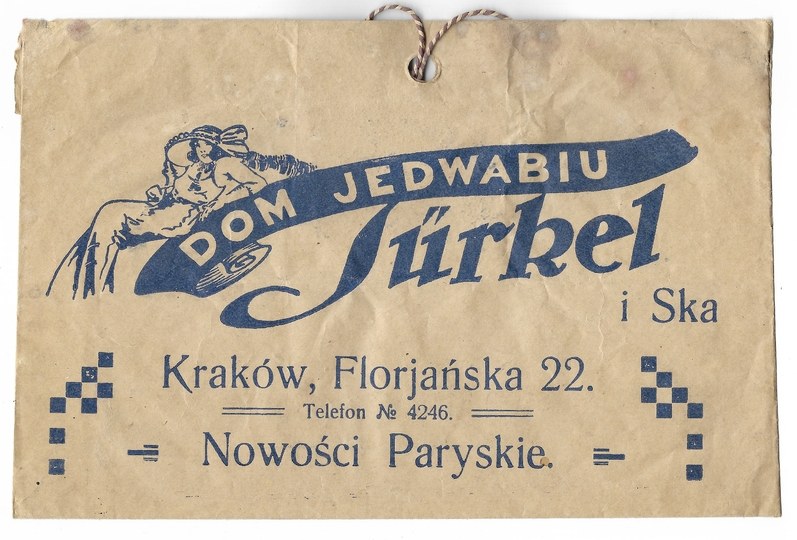 DOM JEDWABIU
Türkel
i Ska
Kraków, Florjańska 22.
Telefon № 4246.
Nowości Paryskie.